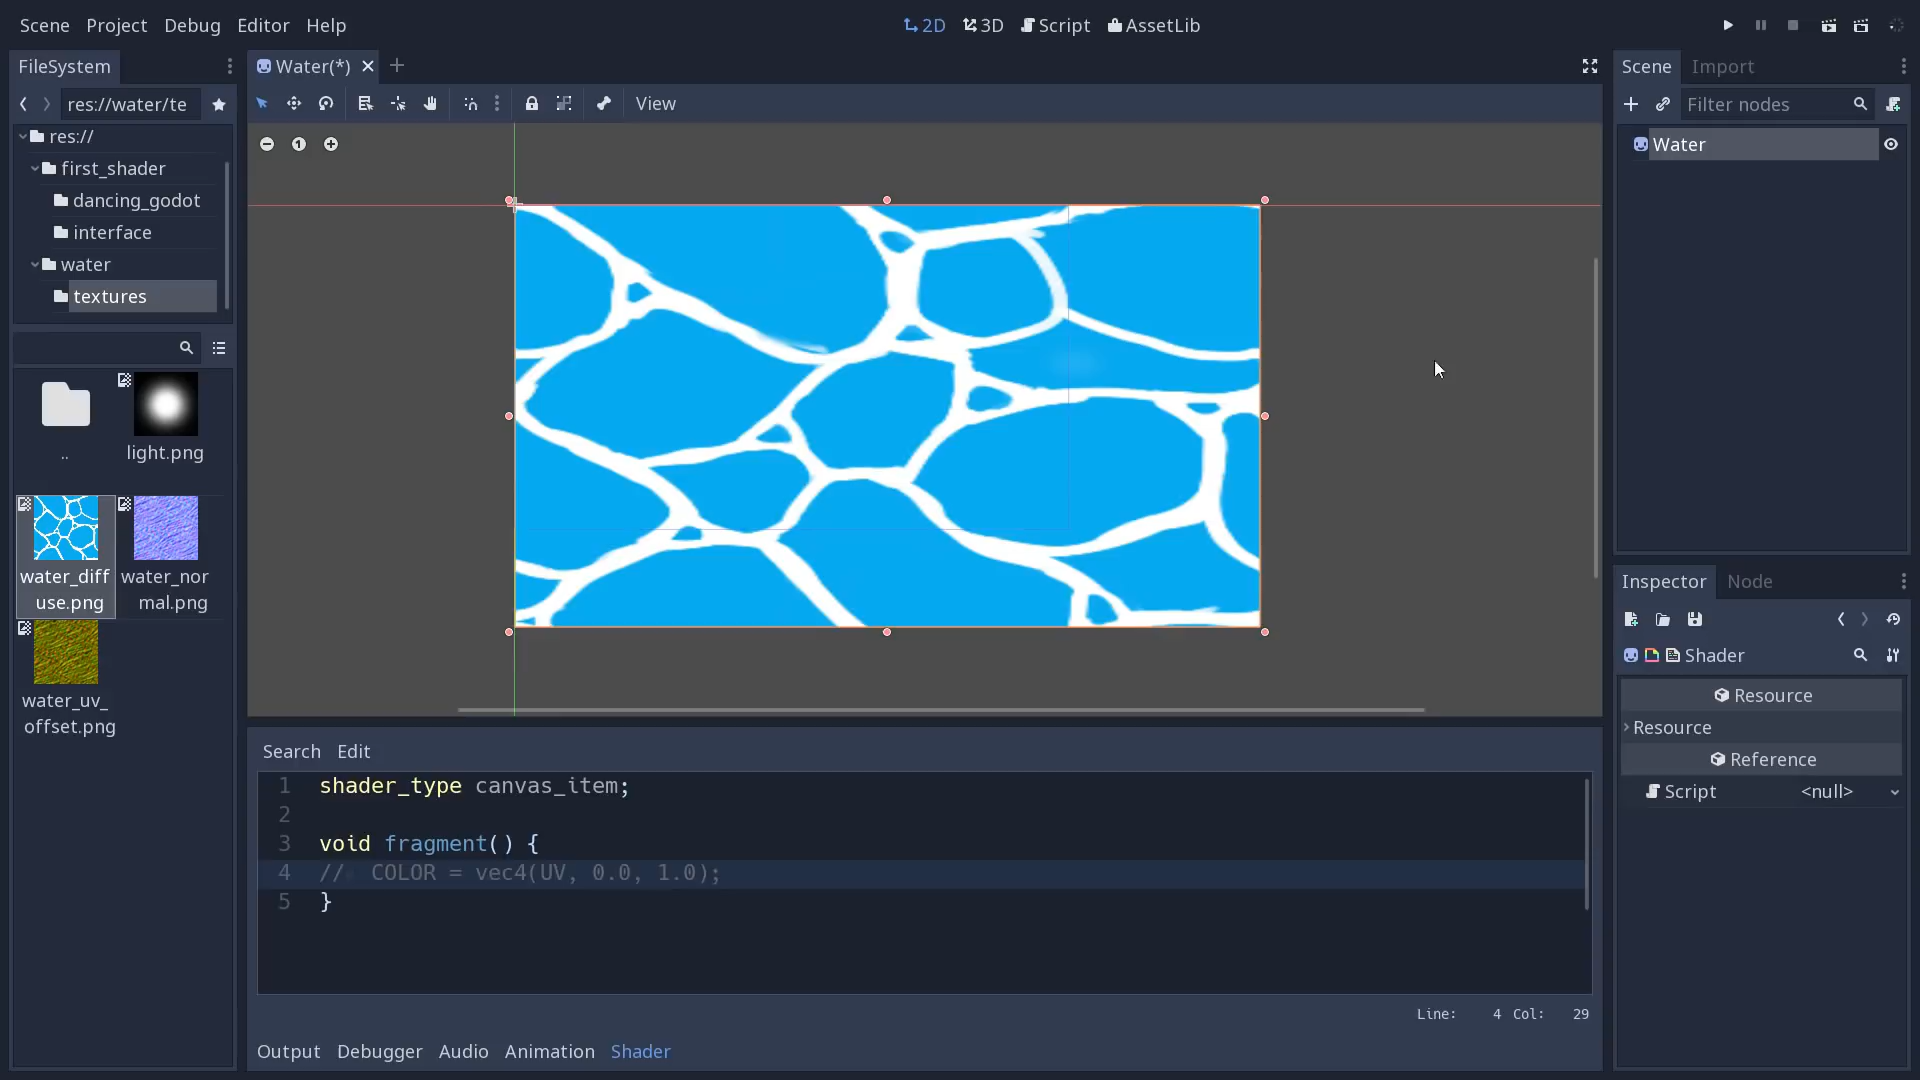 Scene Project Debug Editor Help
2D 3D Script AssetLib
FileSystem
res://water/te
res://
first_shader
dancing_godot
interface
water
textures
..
light.png
water_diff
use.png
water_nor
mal.png
water_uv_
offset.png
Water(*)
View
1
Search Edit
1 shader_type canvas_item;
2
3 void fragment() {
4 // COLOR = vec4(UV, 0.0, 1.0);
5 }
Line: 4 Col: 29
Output Debugger Audio Animation Shader
Scene Import
Filter nodes
Water
Inspector Node
Shader
Resource
Resource
Reference
Script <null>